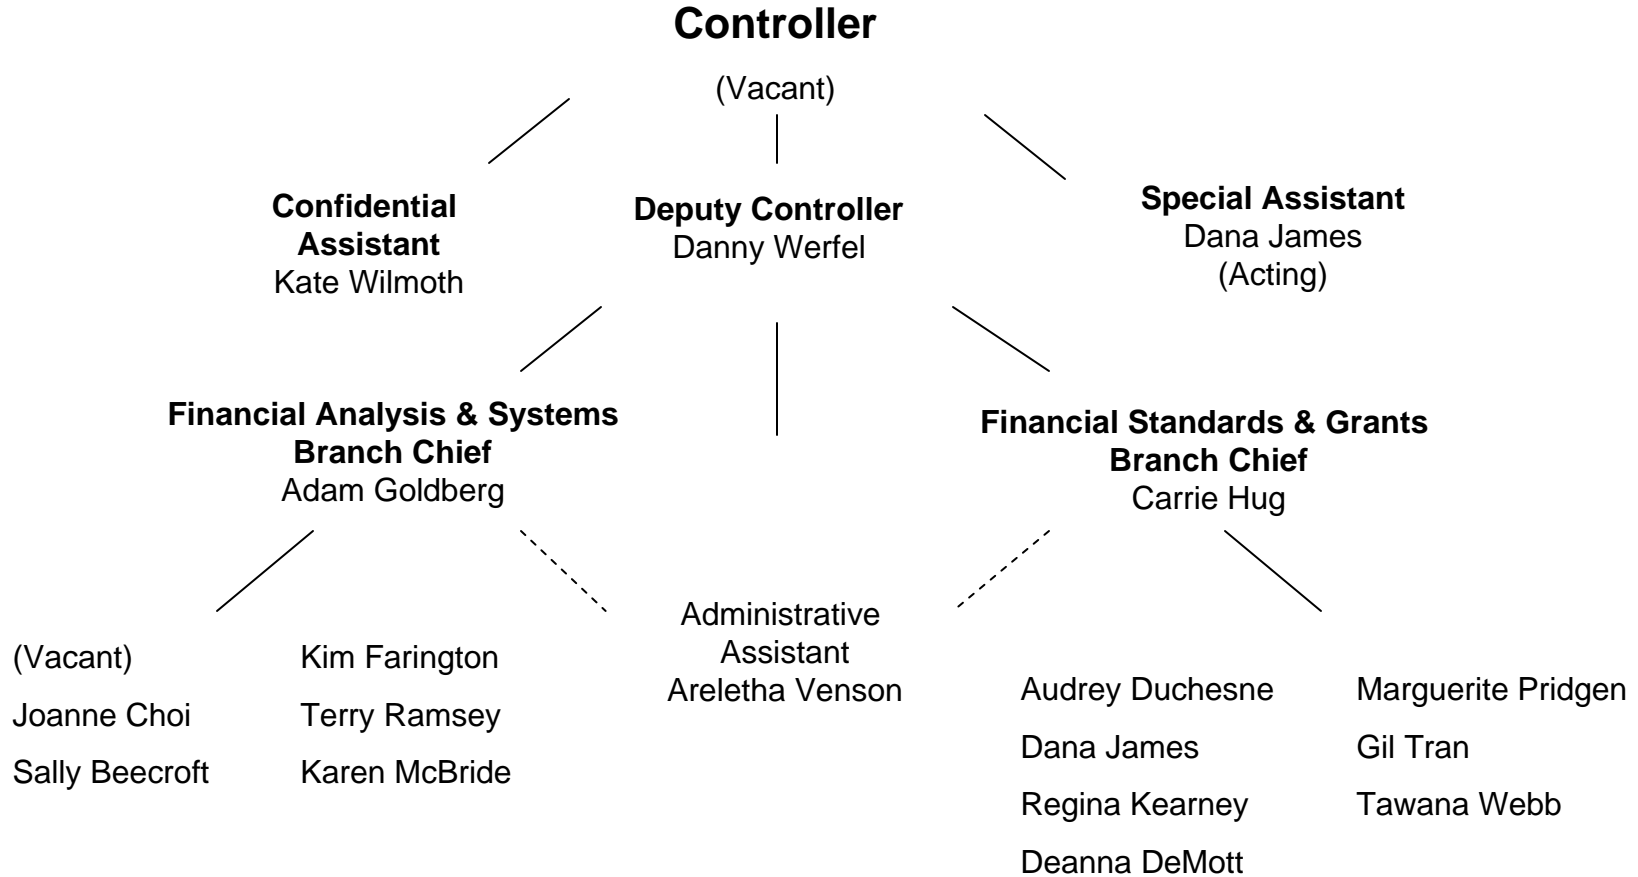 Controller
(Vacant)
Confidential
Assistant
Kate Wilmoth
Deputy Controller
Danny Werfel
Special Assistant
Dana James
(Acting)
Financial Analysis & Systems
Branch Chief
Adam Goldberg
Financial Standards & Grants
Branch Chief
Carrie Hug
(Vacant)
Joanne Choi
Sally Beecroft
Kim Farington
Terry Ramsey
Karen McBride
Administrative
Assistant
Areletha Venson
Audrey Duchesne
Dana James
Regina Kearney
Deanna DeMott
Marguerite Pridgen
Gil Tran
Tawana Webb